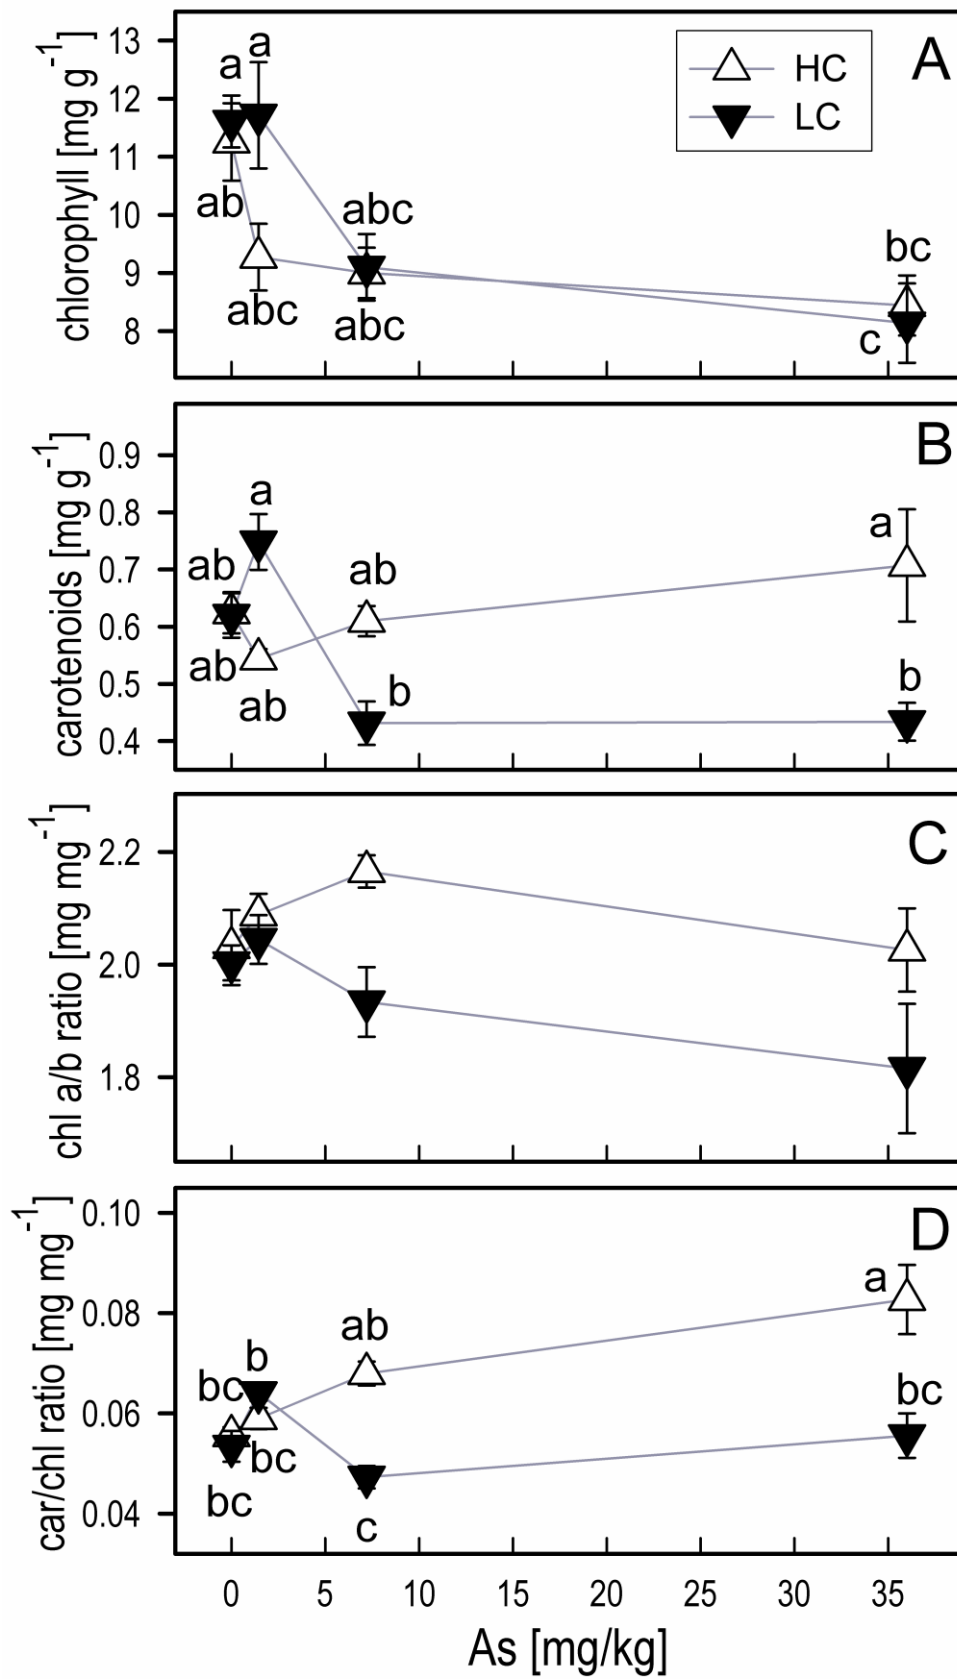 A
HC
LC
chlorophyll [mg g-1]
13
12
11
10
9
8
a
a
ab
abc
abc
abc
bc
c
B
carotenoids [mg g-1]
0.9
0.8
0.7
0.6
0.5
0.4
a
a
ab
ab
ab
ab
b
b
C
chl a/b ratio [mg mg-1]
2.2
2.0
1.8
D
car/chl ratio [mg mg-1]
0.10
0.08
0.06
0.04
a
ab
b
bc
bc
bc
bc
c
0 5 10 15 20 25 30 35
As [mg/kg]